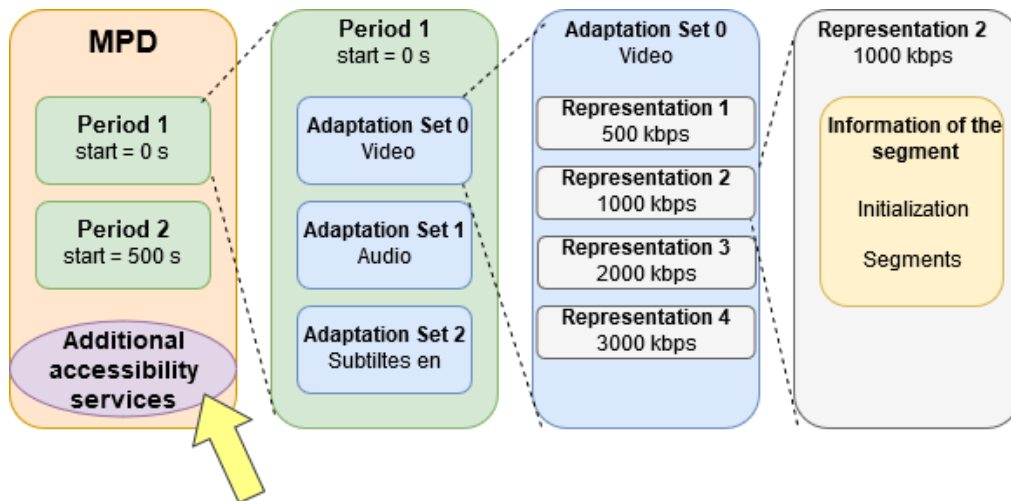 MPD
Period 1
start = 0 s
Period 2
start = 500 s
Additional
accessibility
services
Period 1
start = 0 s
Adaptation Set 0
Video
Adaptation Set 1
Audio
Adaptation Set 2
Subtiltes en
Adaptation Set 0
Video
Representation 1
500 kbps
Representation 2
1000 kbps
Representation 3
2000 kbps
Representation 4
3000 kbps
Representation 2
1000 kbps
Information of the
segment
Initialization
Segments